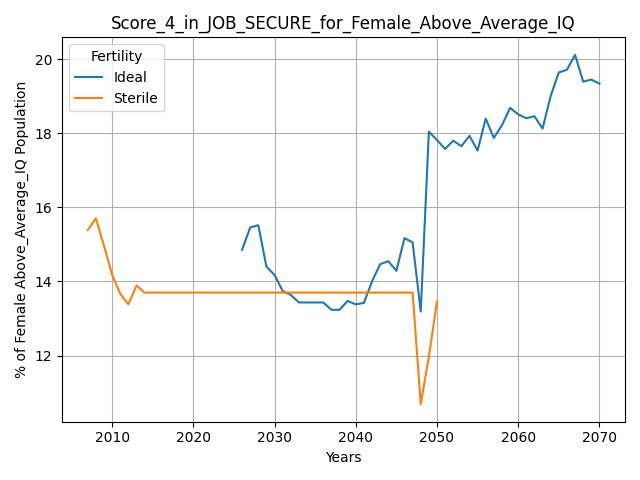 Score_4_in_JOB_SECURE_for_Female_Above_Average_IQ
% of Female Above_Average_IQ Population
Fertility
Ideal
Sterile
20
18
16
14
12
2010 2020 2030 2040 2050 2060 2070
Years